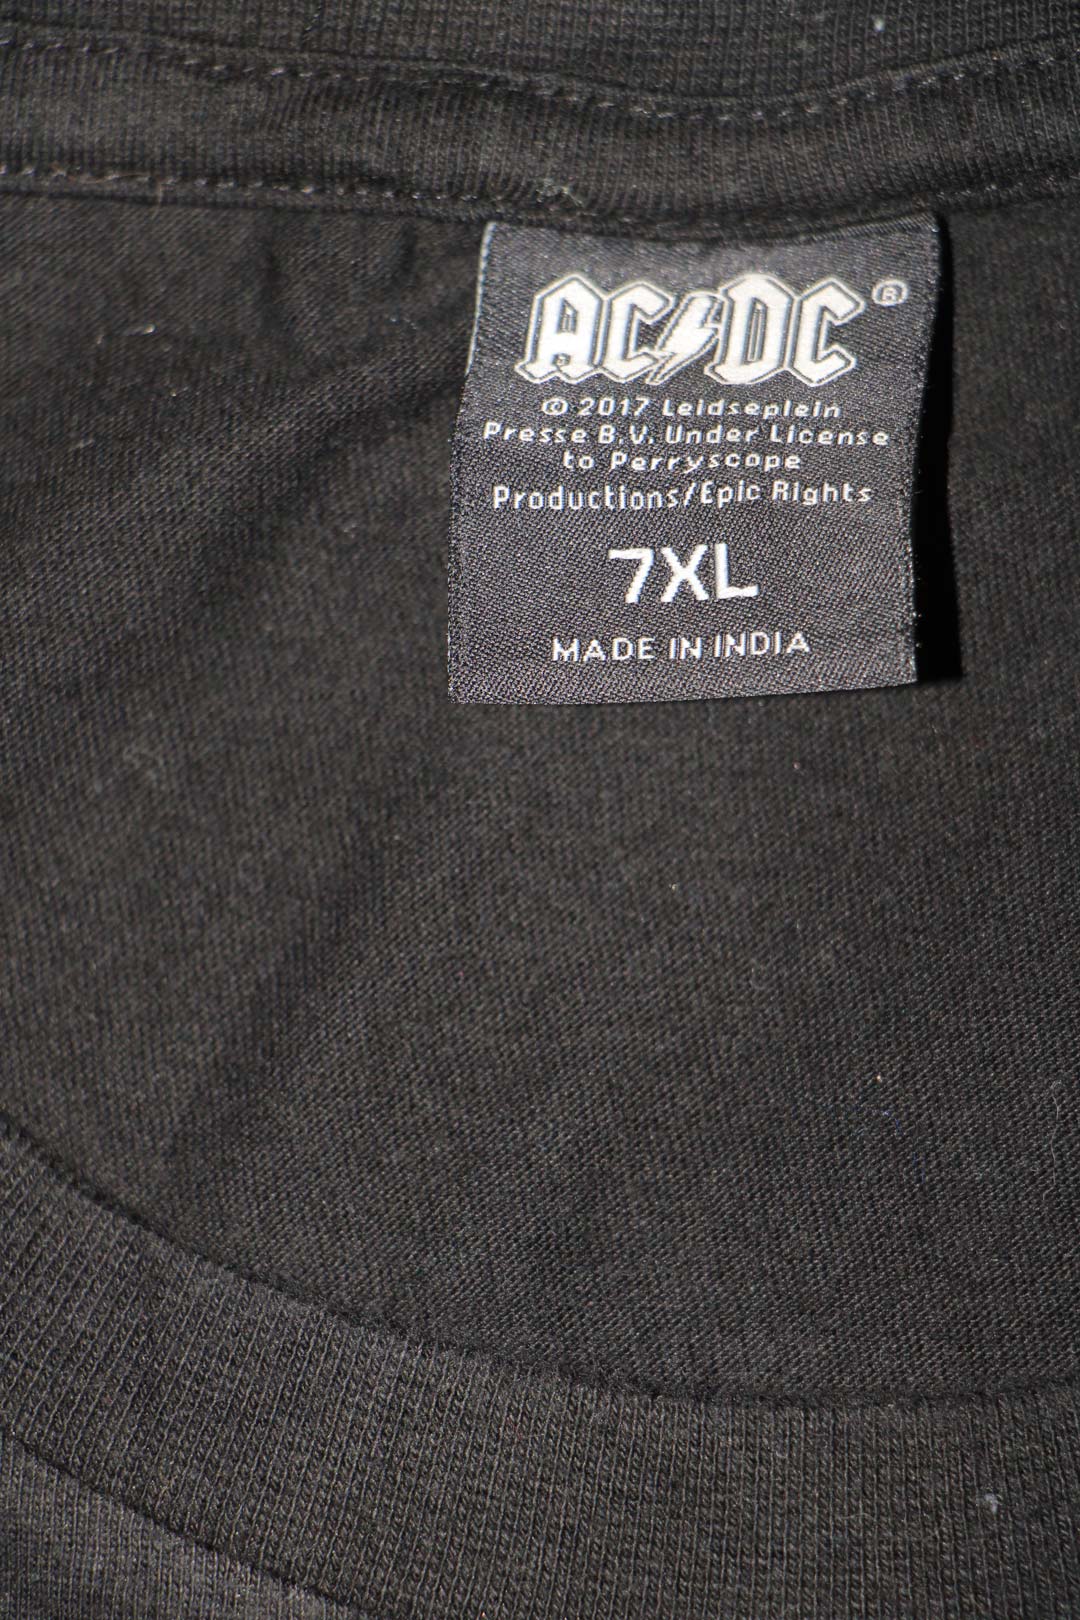 AC/DC®
© 2017 Leidseplein
Presse B.V. Under License
to Perryscope
Productions/Epic Rights
7XL
MADE IN INDIA